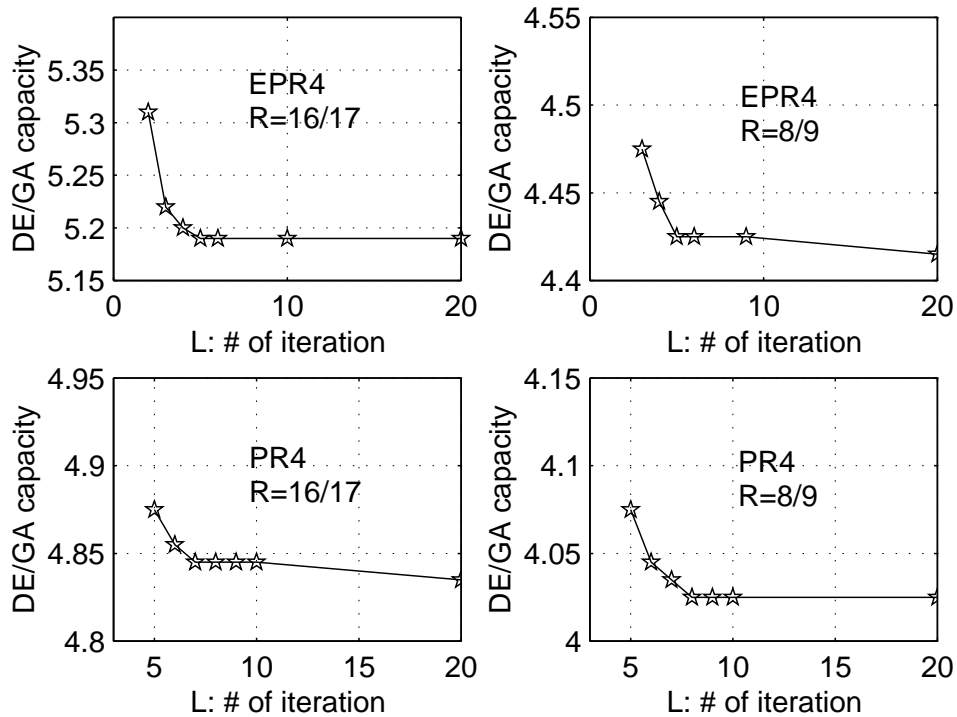 DE/GA capacity
5.35
5.3
5.25
5.2
5.15
EPR4
R=16/17
0
10
20
L: # of iteration
DE/GA capacity
4.55
4.5
4.45
4.4
EPR4
R=8/9
0
10
20
L: # of iteration
DE/GA capacity
4.95
4.9
4.85
4.8
PR4
R=16/17
5
10
15
20
L: # of iteration
DE/GA capacity
4.15
4.1
4.05
4
PR4
R=8/9
5
10
15
20
L: # of iteration